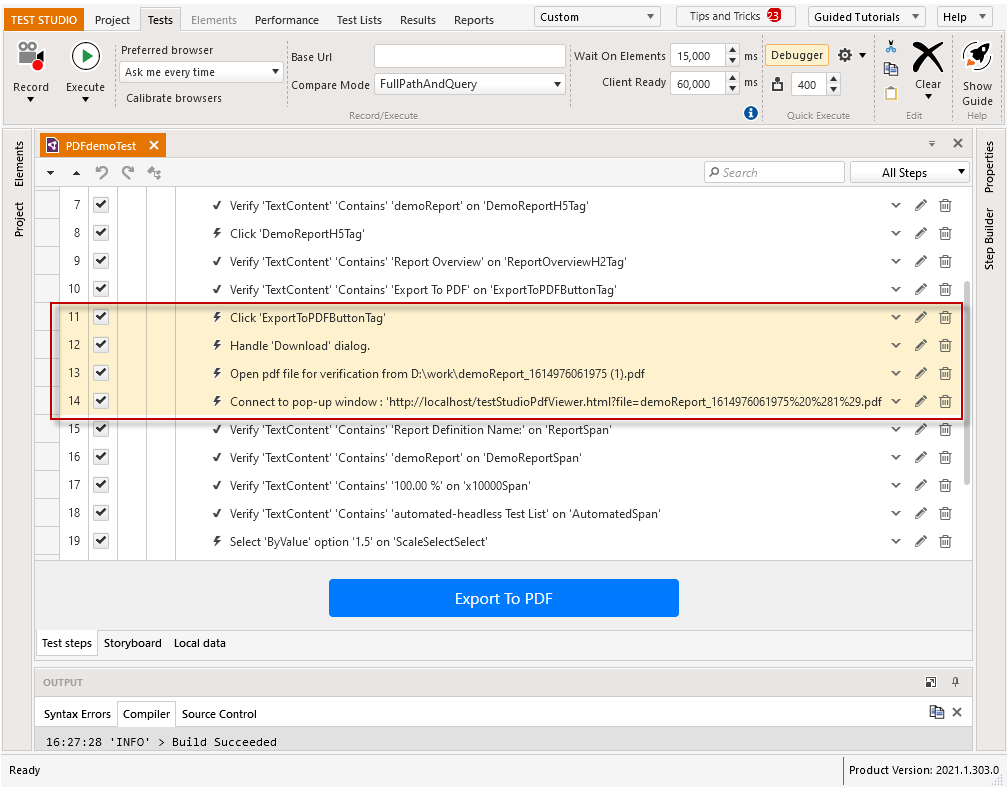 TEST STUDIO Project Tests Elements Performance Test Lists Results Reports Custom Tips and Tricks 23 Guided Tutorials Help
Record
Execute
Preferred browser
Ask me every time
Calibrate browsers
Base Url
Compare Mode FullPathAndQuery
Record/Execute
Wait On Elements 15,000 ms
Client Ready 60,000 ms
Debugger
400
Quick Execute
Clear
Edit
Show
Guide
Help
Elements
Project
PDFdemoTest
Search
All Steps
7 Verify 'TextContent' 'Contains' 'demoReport' on 'DemoReportH5Tag'
8 Click 'DemoReportH5Tag'
9 Verify 'TextContent' 'Contains' 'Report Overview' on 'ReportOverviewH2Tag'
10 Verify 'TextContent' 'Contains' 'Export To PDF' on 'ExportToPDFButtonTag'
11 Click 'ExportToPDFButtonTag'
12 Handle 'Download' dialog.
13 Open pdf file for verification from D:\work\demoReport_1614976061975 (1).pdf
14 Connect to pop-up window : 'http://localhost/testStudioPdfViewer.html?file=demoReport_1614976061975%20%281%29.pdf
15 Verify 'TextContent' 'Contains' 'Report Definition Name:' on 'ReportSpan'
16 Verify 'TextContent' 'Contains' 'demoReport' on 'DemoReportSpan'
17 Verify 'TextContent' 'Contains' '100.00 %' on 'x10000Span'
18 Verify 'TextContent' 'Contains' 'automated-headless Test List' on 'AutomatedSpan'
19 Select 'ByValue' option '1.5' on 'ScaleSelectSelect'
Export To PDF
Test steps Storyboard Local data
Properties
Step Builder
OUTPUT
Syntax Errors Compiler Source Control
16:27:28 'INFO' > Build Succeeded
Ready
Product Version: 2021.1.303.0